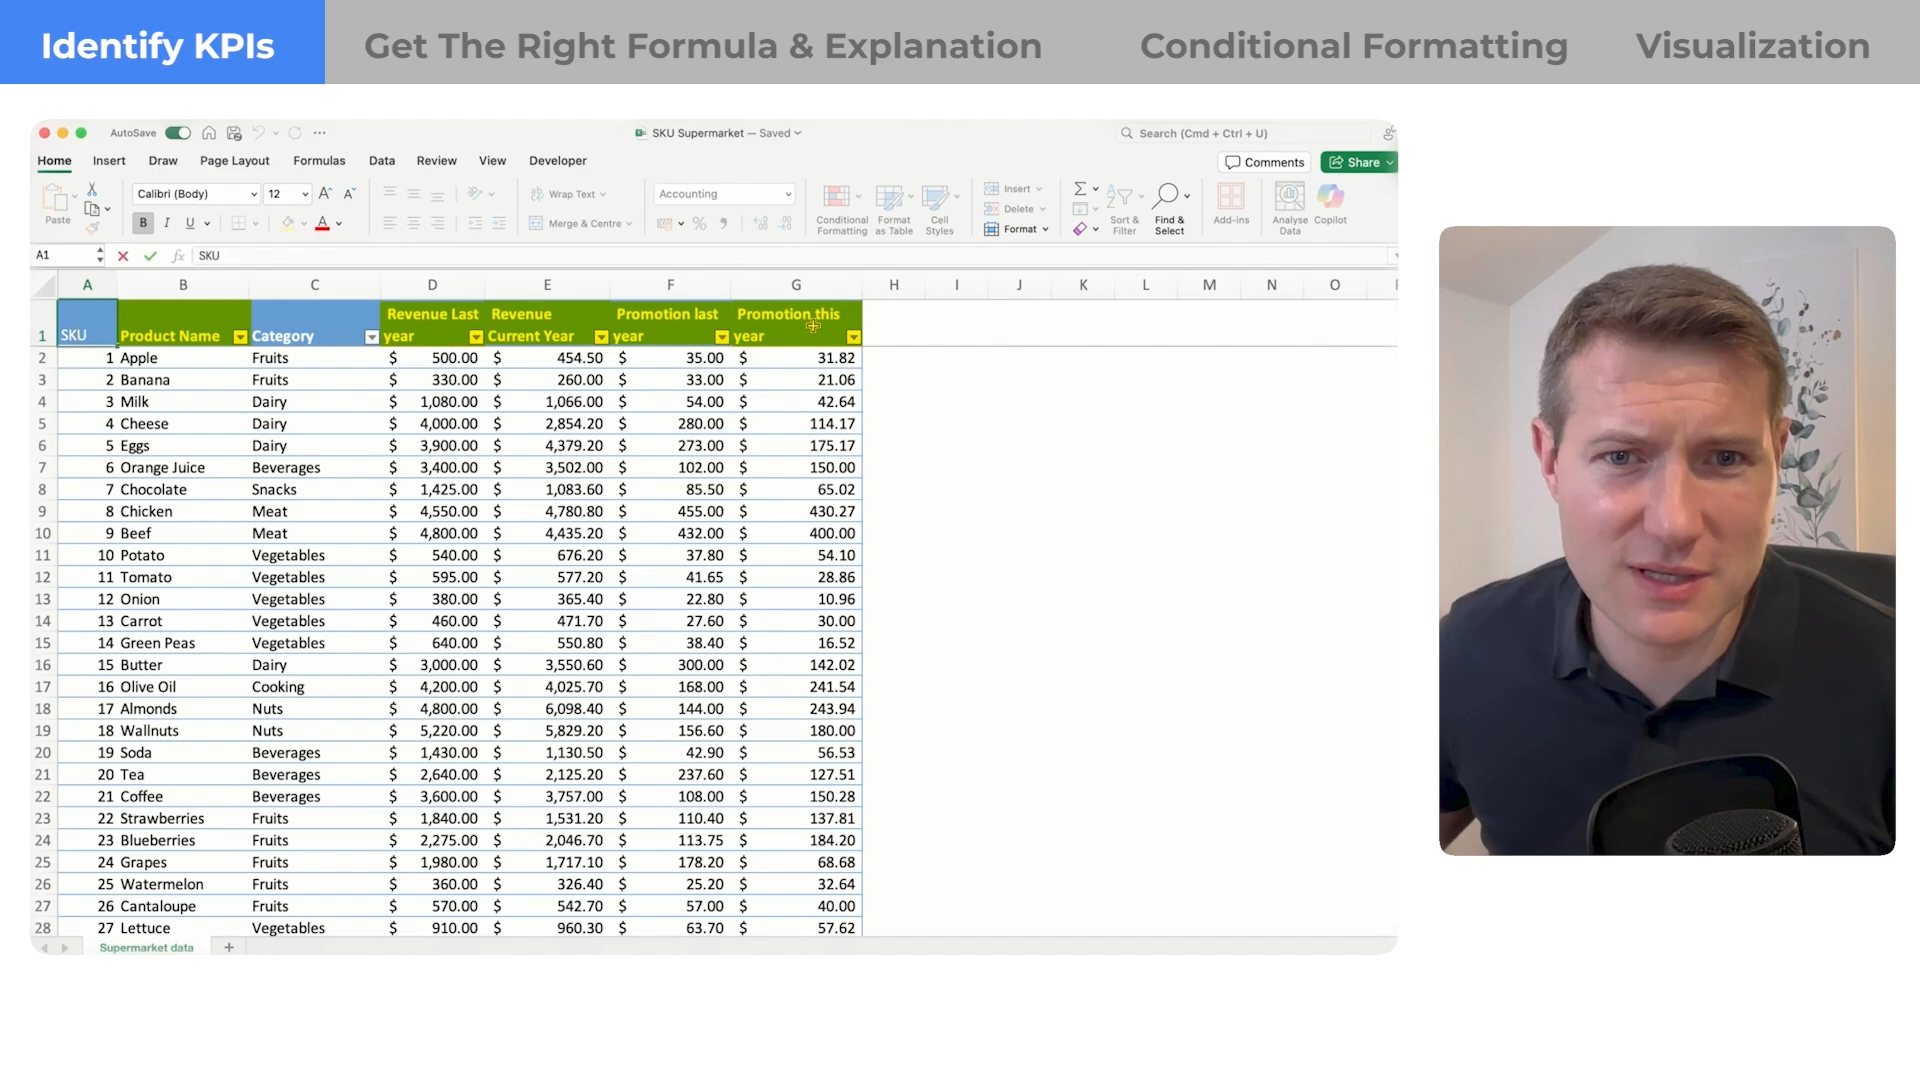 Identify KPIs Get The Right Formula & Explanation Conditional Formatting Visualization
AutoSave SKU Supermarket — Saved Search (Cmd + Ctrl + U)
Home Insert Draw Page Layout Formulas Data Review View Developer Comments Share
Paste Calibri (Body) 12 A A Wrap Text Accounting Conditional Formatting Format as Table Cell Styles Insert Delete Format Sort & Filter Find & Select Add-ins Analyse Data Copilot
B I U A Merge & Centre %
A1 fx SKU
A B C D E F G H I J K L M N O
1 SKU Product Name Category Revenue Last year Revenue Current Year Promotion last year Promotion this year
2 1 Apple Fruits $ 500.00 $ 454.50 $ 35.00 $ 31.82
3 2 Banana Fruits $ 330.00 $ 260.00 $ 33.00 $ 21.06
4 3 Milk Dairy $ 1,080.00 $ 1,066.00 $ 54.00 $ 42.64
5 4 Cheese Dairy $ 4,000.00 $ 2,854.20 $ 280.00 $ 114.17
6 5 Eggs Dairy $ 3,900.00 $ 4,379.20 $ 273.00 $ 175.17
7 6 Orange Juice Beverages $ 3,400.00 $ 3,502.00 $ 102.00 $ 150.00
8 7 Chocolate Snacks $ 1,425.00 $ 1,083.60 $ 85.50 $ 65.02
9 8 Chicken Meat $ 4,550.00 $ 4,780.80 $ 455.00 $ 430.27
10 9 Beef Meat $ 4,800.00 $ 4,435.20 $ 432.00 $ 400.00
11 10 Potato Vegetables $ 540.00 $ 676.20 $ 37.80 $ 54.10
12 11 Tomato Vegetables $ 595.00 $ 577.20 $ 41.65 $ 28.86
13 12 Onion Vegetables $ 380.00 $ 365.40 $ 22.80 $ 10.96
14 13 Carrot Vegetables $ 460.00 $ 471.70 $ 27.60 $ 30.00
15 14 Green Peas Vegetables $ 640.00 $ 550.80 $ 38.40 $ 16.52
16 15 Butter Dairy $ 3,000.00 $ 3,550.60 $ 300.00 $ 142.02
17 16 Olive Oil Cooking $ 4,200.00 $ 4,025.70 $ 168.00 $ 241.54
18 17 Almonds Nuts $ 4,800.00 $ 6,098.40 $ 144.00 $ 243.94
19 18 Wallnuts Nuts $ 5,220.00 $ 5,829.20 $ 156.60 $ 180.00
20 19 Soda Beverages $ 1,430.00 $ 1,130.50 $ 42.90 $ 56.53
21 20 Tea Beverages $ 2,640.00 $ 2,125.20 $ 237.60 $ 127.51
22 21 Coffee Beverages $ 3,600.00 $ 3,757.00 $ 108.00 $ 150.28
23 22 Strawberries Fruits $ 1,840.00 $ 1,531.20 $ 110.40 $ 137.81
24 23 Blueberries Fruits $ 2,275.00 $ 2,046.70 $ 113.75 $ 184.20
25 24 Grapes Fruits $ 1,980.00 $ 1,717.10 $ 178.20 $ 68.68
26 25 Watermelon Fruits $ 360.00 $ 326.40 $ 25.20 $ 32.64
27 26 Cantaloupe Fruits $ 570.00 $ 542.70 $ 57.00 $ 40.00
28 27 Lettuce Vegetables $ 910.00 $ 960.30 $ 63.70 $ 57.62
Supermarket data +